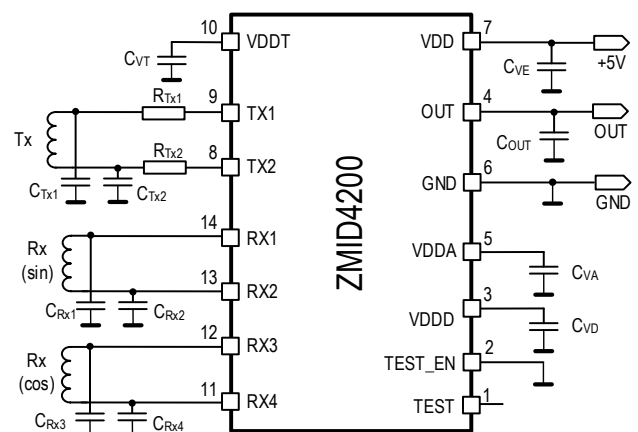 10
VDDT
CVT
9
RTx1
TX1
Tx
8
RTx2
TX2
CTx1
CTx2
14
RX1
Rx
(sin)
13
RX2
CRx1
CRx2
12
RX3
Rx
(cos)
11
RX4
CRx3
CRx4
ZMID4200
7
VDD
CVE
+5V
4
OUT
COUT
OUT
6
GND
GND
5
VDDA
CVA
3
VDDD
CVD
2
TEST_EN
1
TEST